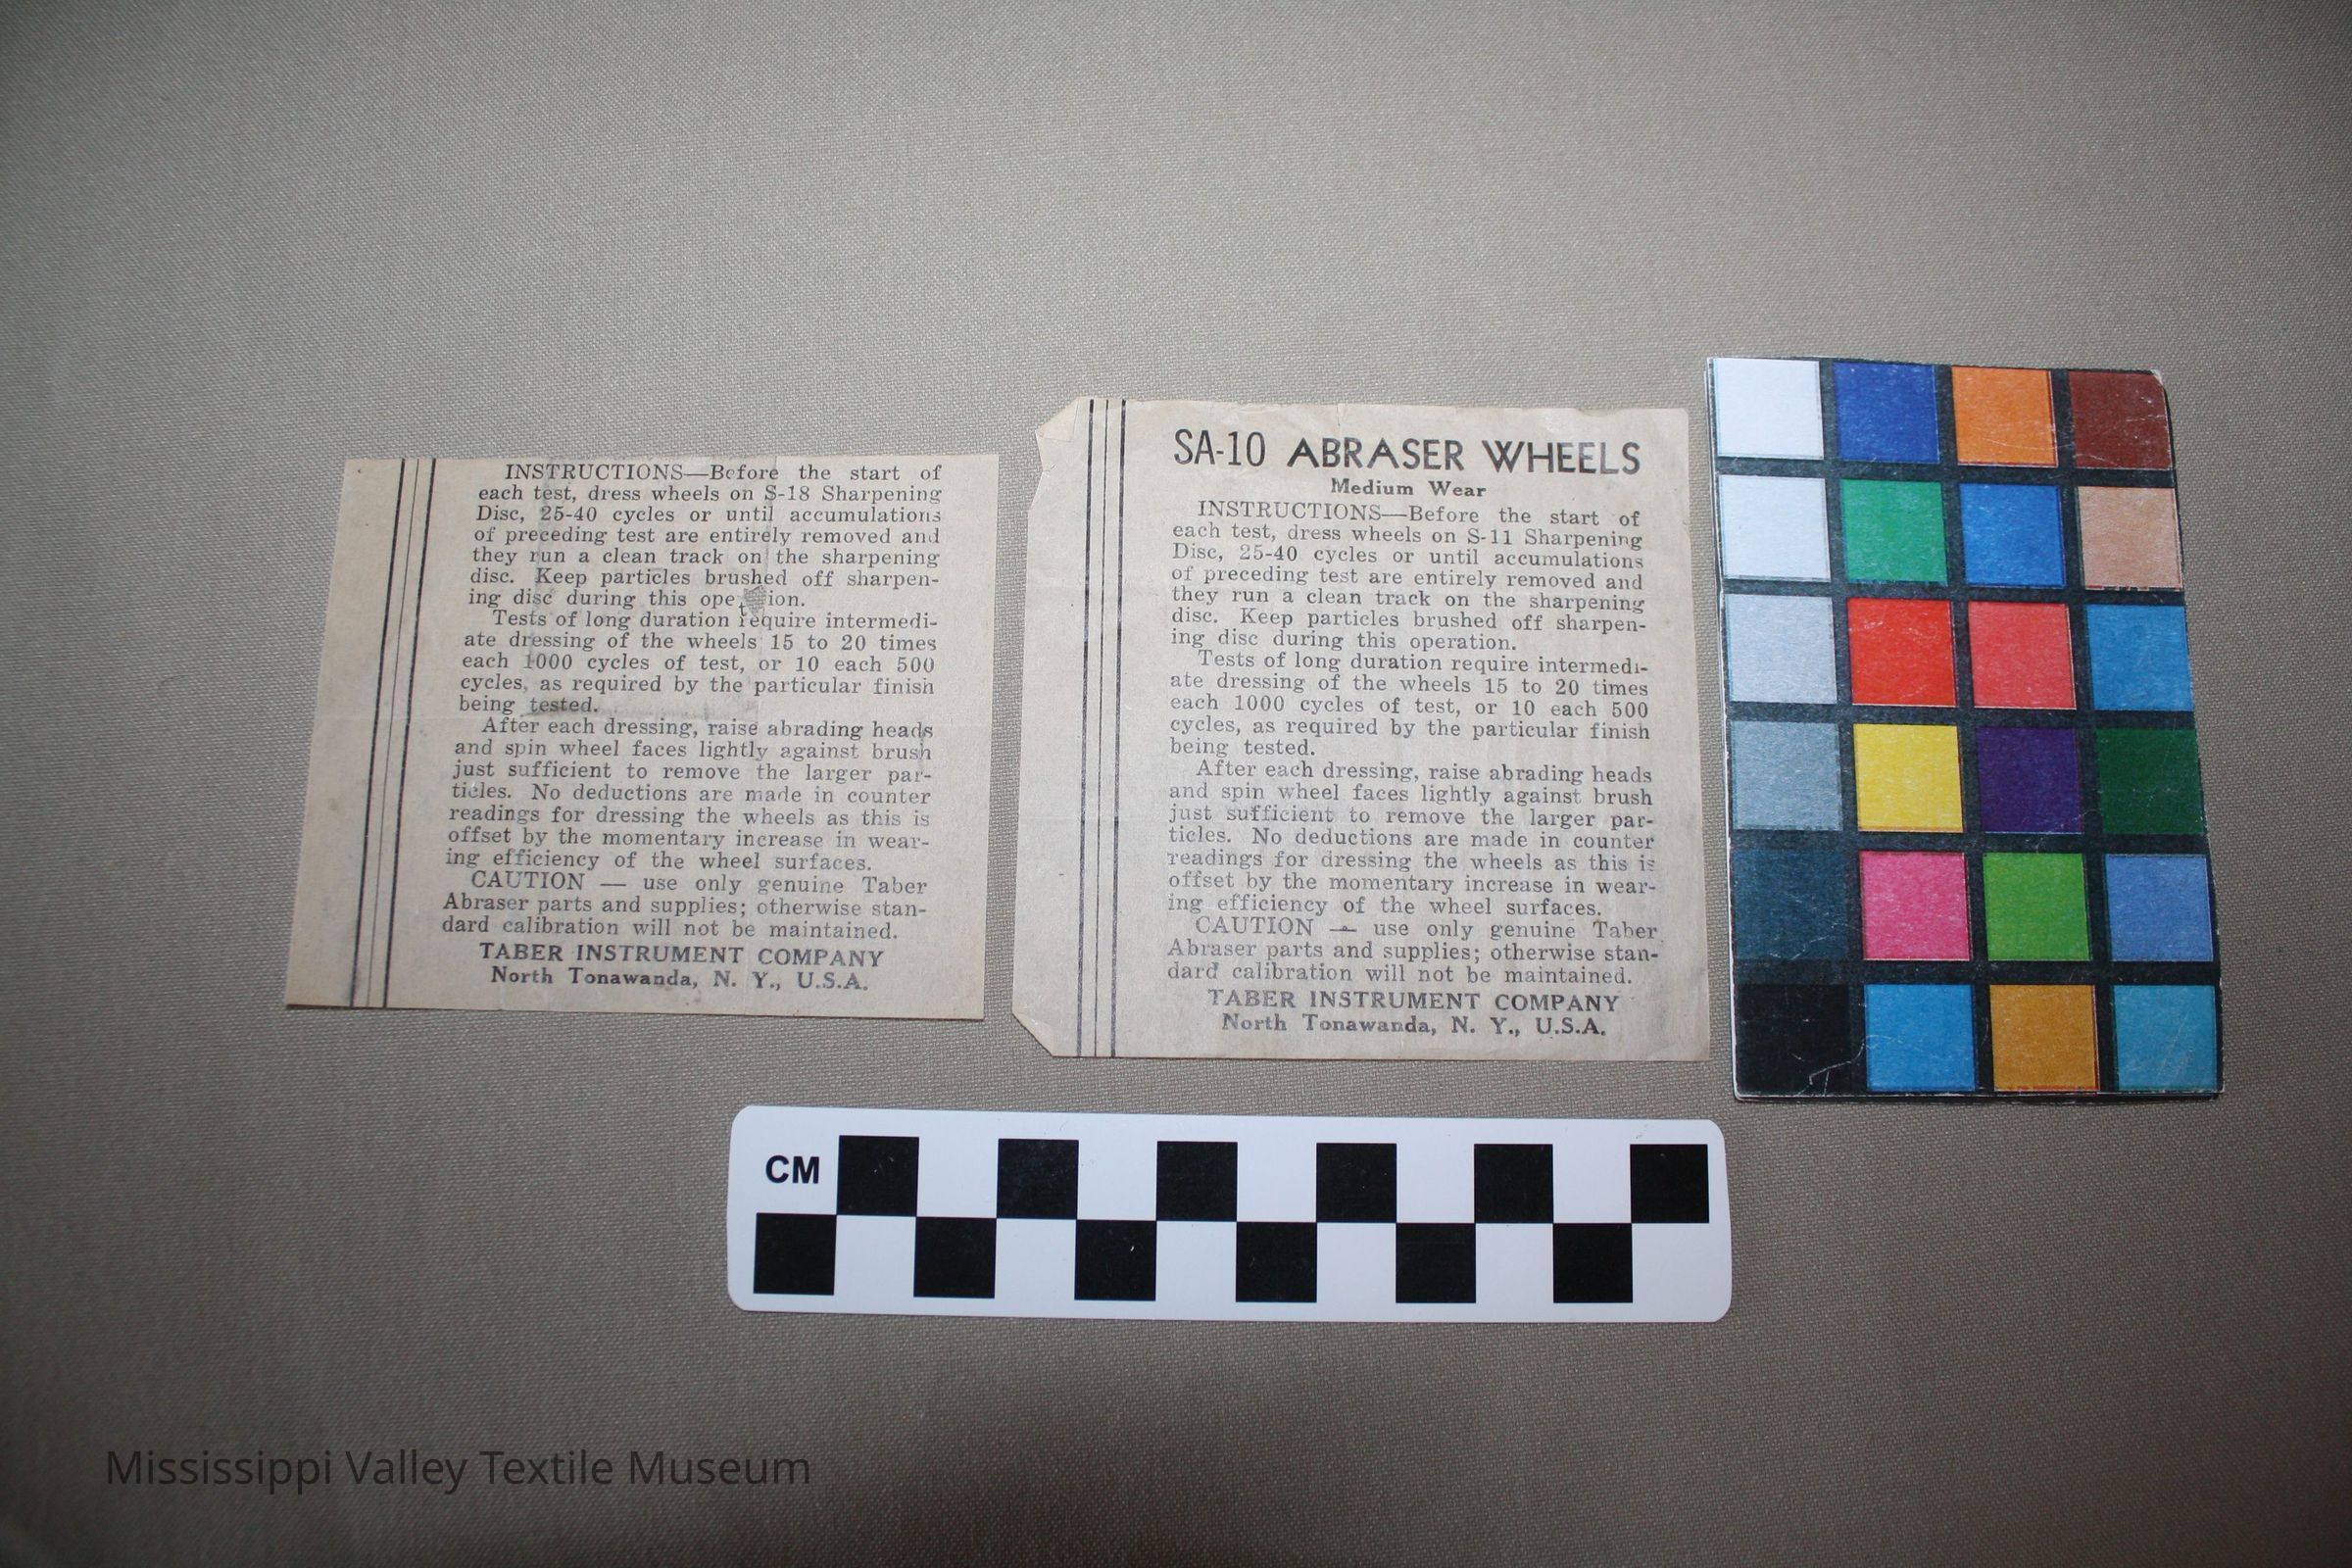 INSTRUCTIONS—Before the start of
each test, dress wheels on S-18 Sharpening
Disc, 25-40 cycles or until accumulations
of preceding test are entirely removed and
they run a clean track on the sharpening
disc. Keep particles brushed off sharpen-
ing disc during this ope tion.
Tests of long duration require intermedi-
ate dressing of the wheels 15 to 20 times
each 1000 cycles of test, or 10 each 500
cycles, as required by the particular finish
being tested.
After each dressing, raise abrading heads
and spin wheel faces lightly against brush
just sufficient to remove the larger par-
ticles. No deductions are made in counter
readings for dressing the wheels as this is
offset by the momentary increase in wear-
ing efficiency of the wheel surfaces.
CAUTION — use only genuine Taber
Abraser parts and supplies; otherwise stan-
dard calibration will not be maintained.
TABER INSTRUMENT COMPANY
North Tonawanda, N. Y., U.S.A.
SA-10 ABRASER WHEELS
Medium Wear
INSTRUCTIONS—Before the start of
each test, dress wheels on S-11 Sharpening
Disc, 25-40 cycles or until accumulations
of preceding test are entirely removed and
they run a clean track on the sharpening
disc. Keep particles brushed off sharpen-
ing disc during this operation.
Tests of long duration require intermedi-
ate dressing of the wheels 15 to 20 times
each 1000 cycles of test, or 10 each 500
cycles, as required by the particular finish
being tested.
After each dressing, raise abrading heads
and spin wheel faces lightly against brush
just sufficient to remove the larger par-
ticles. No deductions are made in counter
readings for dressing the wheels as this is
offset by the momentary increase in wear-
ing efficiency of the wheel surfaces.
CAUTION — use only genuine Taber
Abraser parts and supplies; otherwise stan-
dard calibration will not be maintained.
TABER INSTRUMENT COMPANY
North Tonawanda, N. Y., U.S.A.
CM
Mississippi Valley Textile Museum